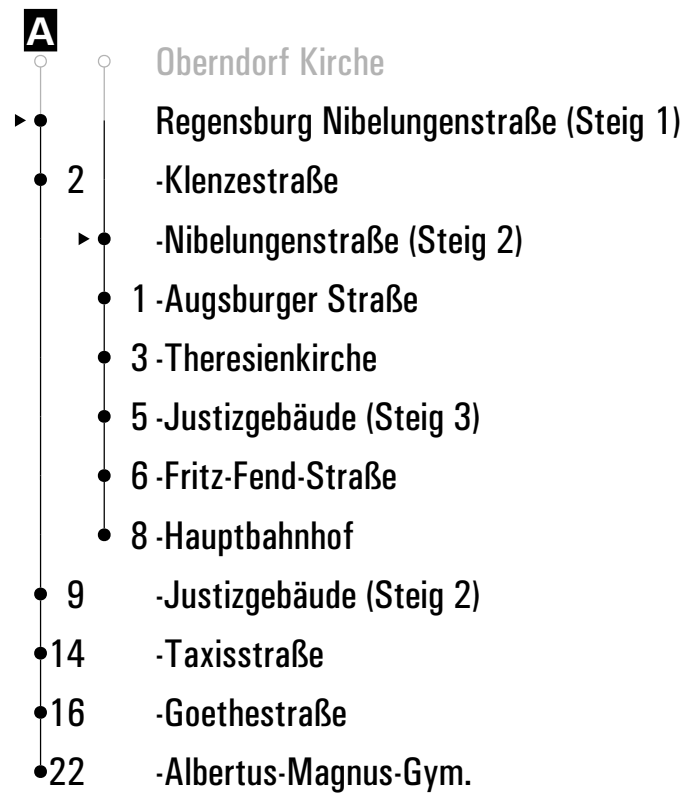 A
Oberndorf Kirche
Regensburg Nibelungenstraße (Steig 1)
2 -Klenzestraße
-Nibelungenstraße (Steig 2)
1 -Augsburger Straße
3 -Theresienkirche
5 -Justizgebäude (Steig 3)
6 -Fritz-Fend-Straße
8 -Hauptbahnhof
9 -Justizgebäude (Steig 2)
14 -Taxisstraße
16 -Goethestraße
22 -Albertus-Magnus-Gym.